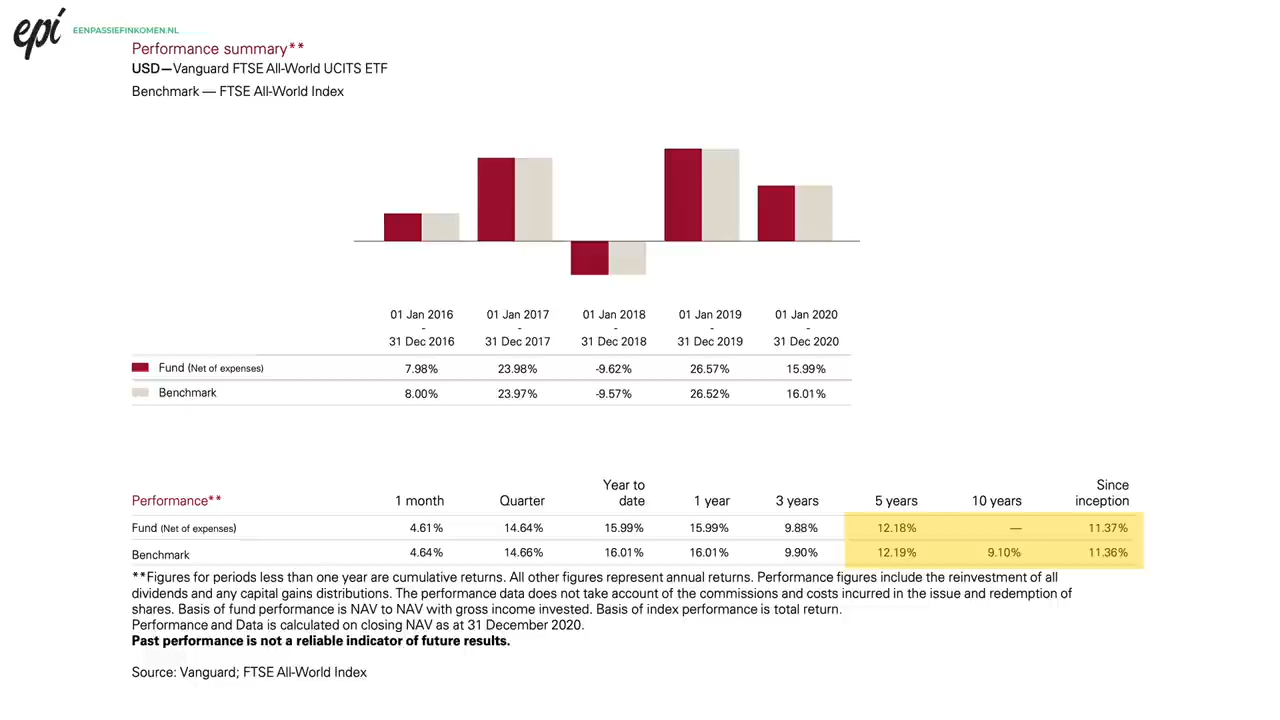 epi EENPASSIEFINKOMEN.NL
Performance summary**
USD—Vanguard FTSE All-World UCITS ETF
Benchmark — FTSE All-World Index
01 Jan 2016 01 Jan 2017 01 Jan 2018 01 Jan 2019 01 Jan 2020
- - - - -
31 Dec 2016 31 Dec 2017 31 Dec 2018 31 Dec 2019 31 Dec 2020
Fund (Net of expenses) 7.98% 23.98% -9.62% 26.57% 15.99%
Benchmark 8.00% 23.97% -9.57% 26.52% 16.01%
Performance** 1 month Quarter Year to date 1 year 3 years 5 years 10 years Since inception
Fund (Net of expenses) 4.61% 14.64% 15.99% 15.99% 9.88% 12.18% — 11.37%
Benchmark 4.64% 14.66% 16.01% 16.01% 9.90% 12.19% 9.10% 11.36%
**Figures for periods less than one year are cumulative returns. All other figures represent annual returns. Performance figures include the reinvestment of all
dividends and any capital gains distributions. The performance data does not take account of the commissions and costs incurred in the issue and redemption of
shares. Basis of fund performance is NAV to NAV with gross income invested. Basis of index performance is total return.
Performance and Data is calculated on closing NAV as at 31 December 2020.
Past performance is not a reliable indicator of future results.
Source: Vanguard; FTSE All-World Index